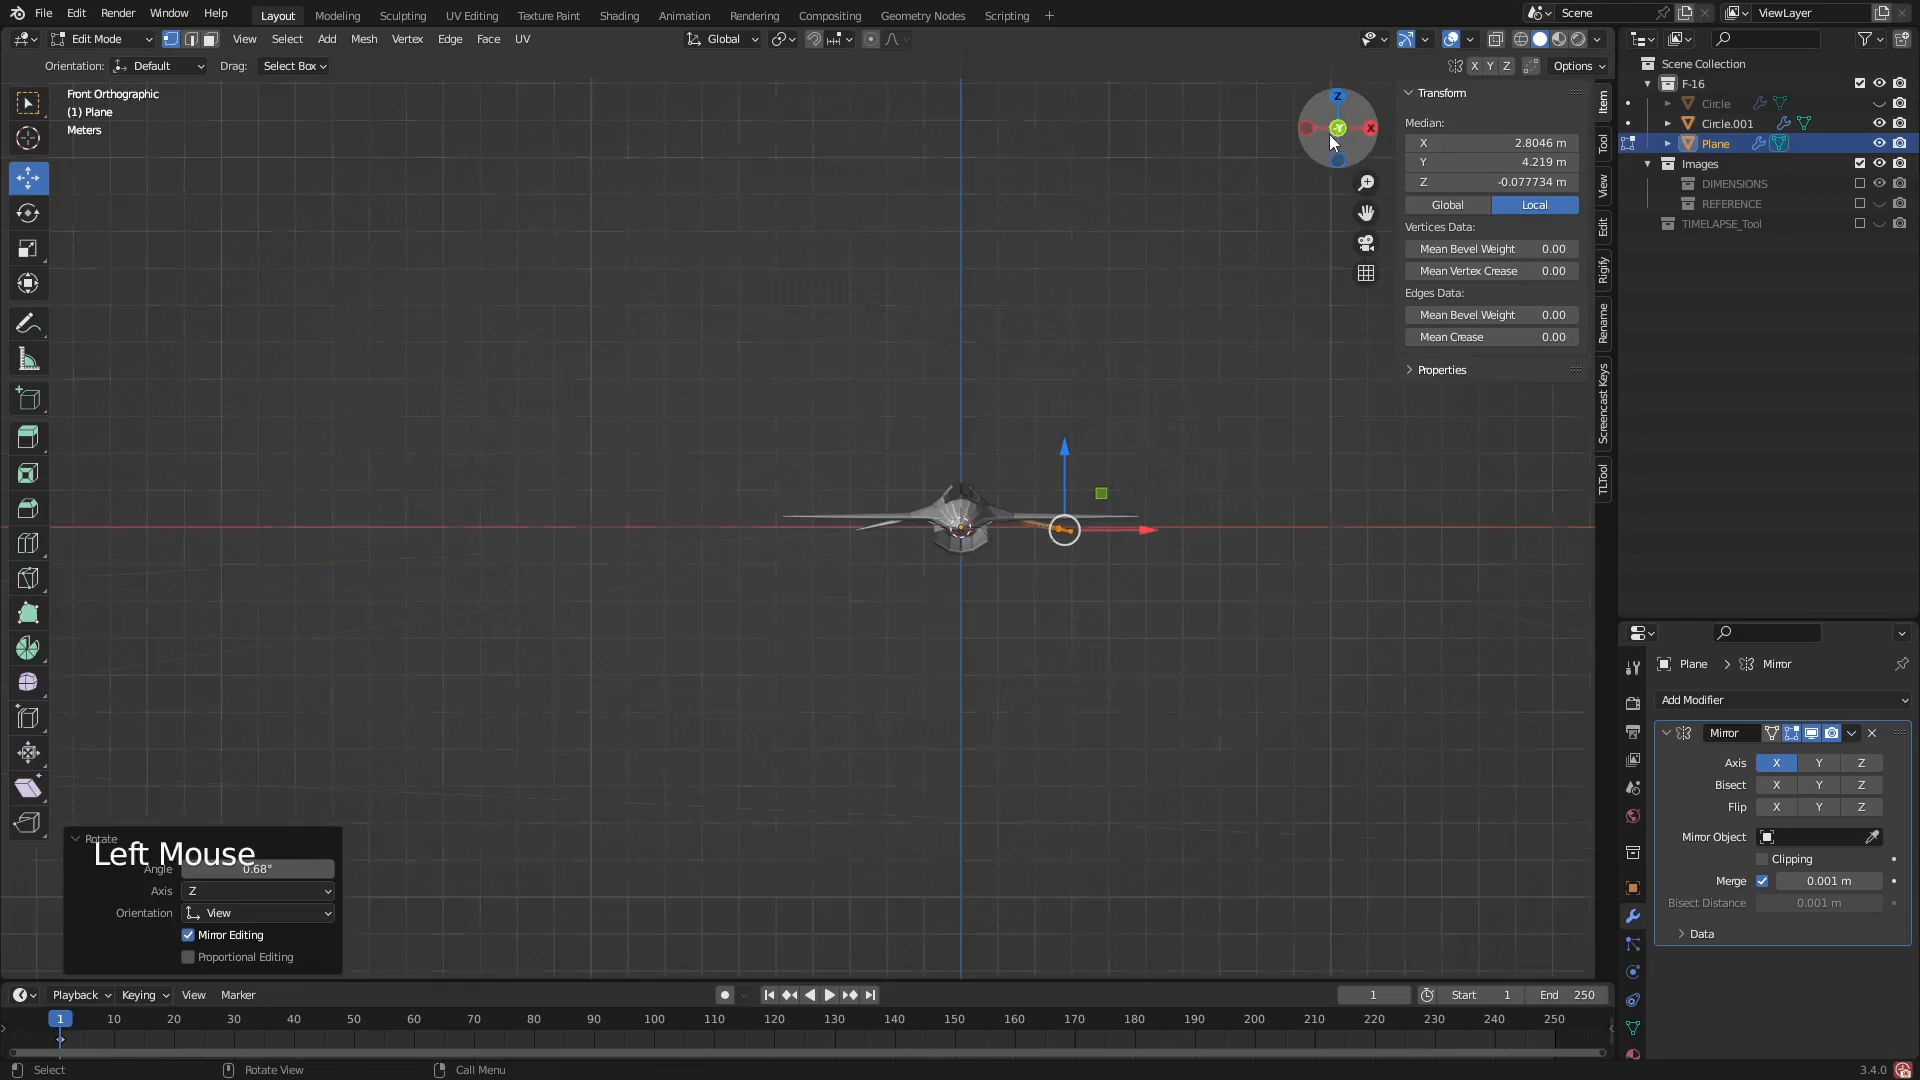 File Edit Render Window Help Layout Modeling Sculpting UV Editing Texture Paint Shading Animation Rendering Compositing Geometry Nodes Scripting + Scene ViewLayer
Edit Mode View Select Add Mesh Vertex Edge Face UV Global
Orientation: Default Drag: Select Box X Y Z Options
Front Orthographic
(1) Plane
Meters
Z
-Y
X
Transform
Median:
X 2.8046 m
Y 4.219 m
Z -0.077734 m
Global Local
Vertices Data:
Mean Bevel Weight 0.00
Mean Vertex Crease 0.00
Edges Data:
Mean Bevel Weight 0.00
Mean Crease 0.00
Properties
Item
Tool
View
Edit
Rigify
Rename
Screencast Keys
TLTool
Scene Collection
F-16
Circle
Circle.001
Plane
Images
DIMENSIONS
REFERENCE
TIMELAPSE_Tool
Plane > Mirror
Add Modifier
Mirror
Axis X Y Z
Bisect X Y Z
Flip X Y Z
Mirror Object
Clipping
Merge 0.001 m
Bisect Distance 0.001 m
Data
Rotate
Left Mouse
Angle 0.68°
Axis Z
Orientation View
Mirror Editing
Proportional Editing
Playback Keying View Marker 1 Start 1 End 250
1 10 20 30 40 50 60 70 80 90 100 110 120 130 140 150 160 170 180 190 200 210 220 230 240 250
Select Rotate View Call Menu 3.4.0